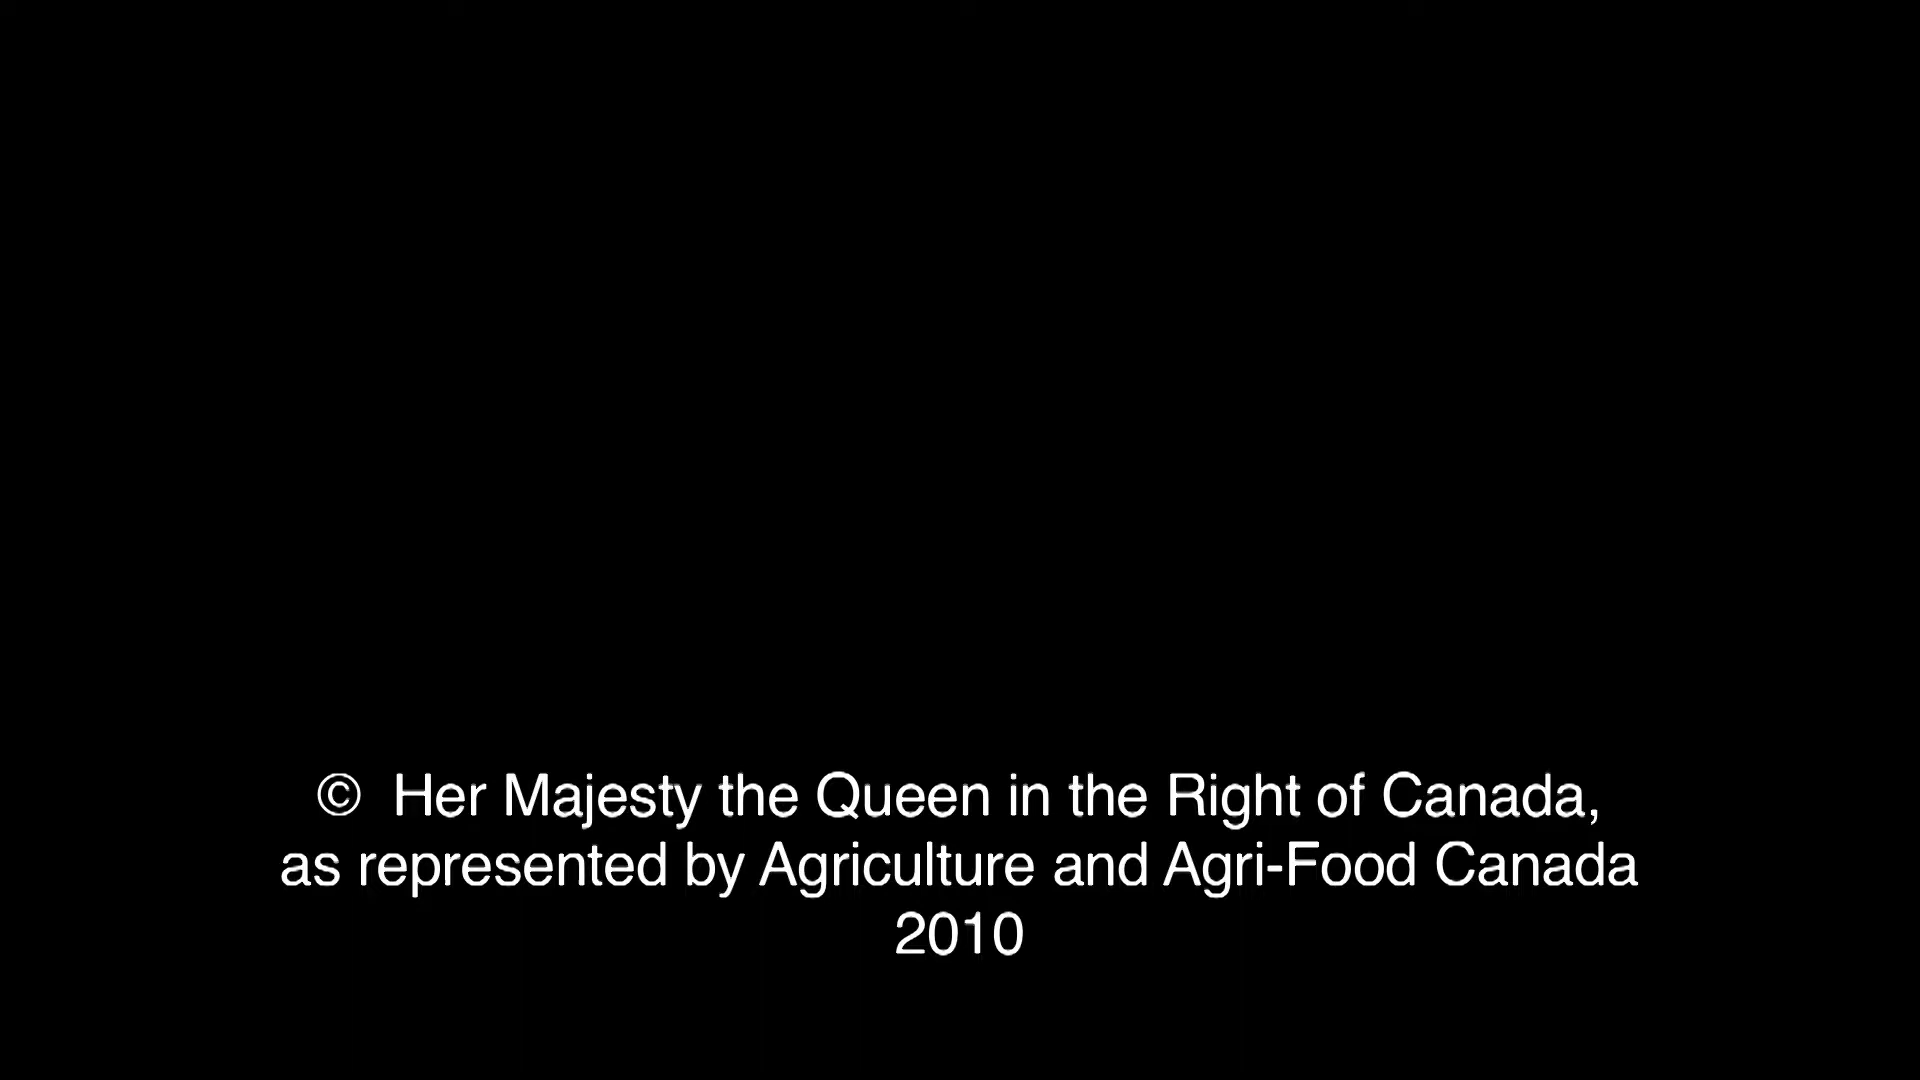 © Her Majesty the Queen in the Right of Canada,
as represented by Agriculture and Agri-Food Canada
2010